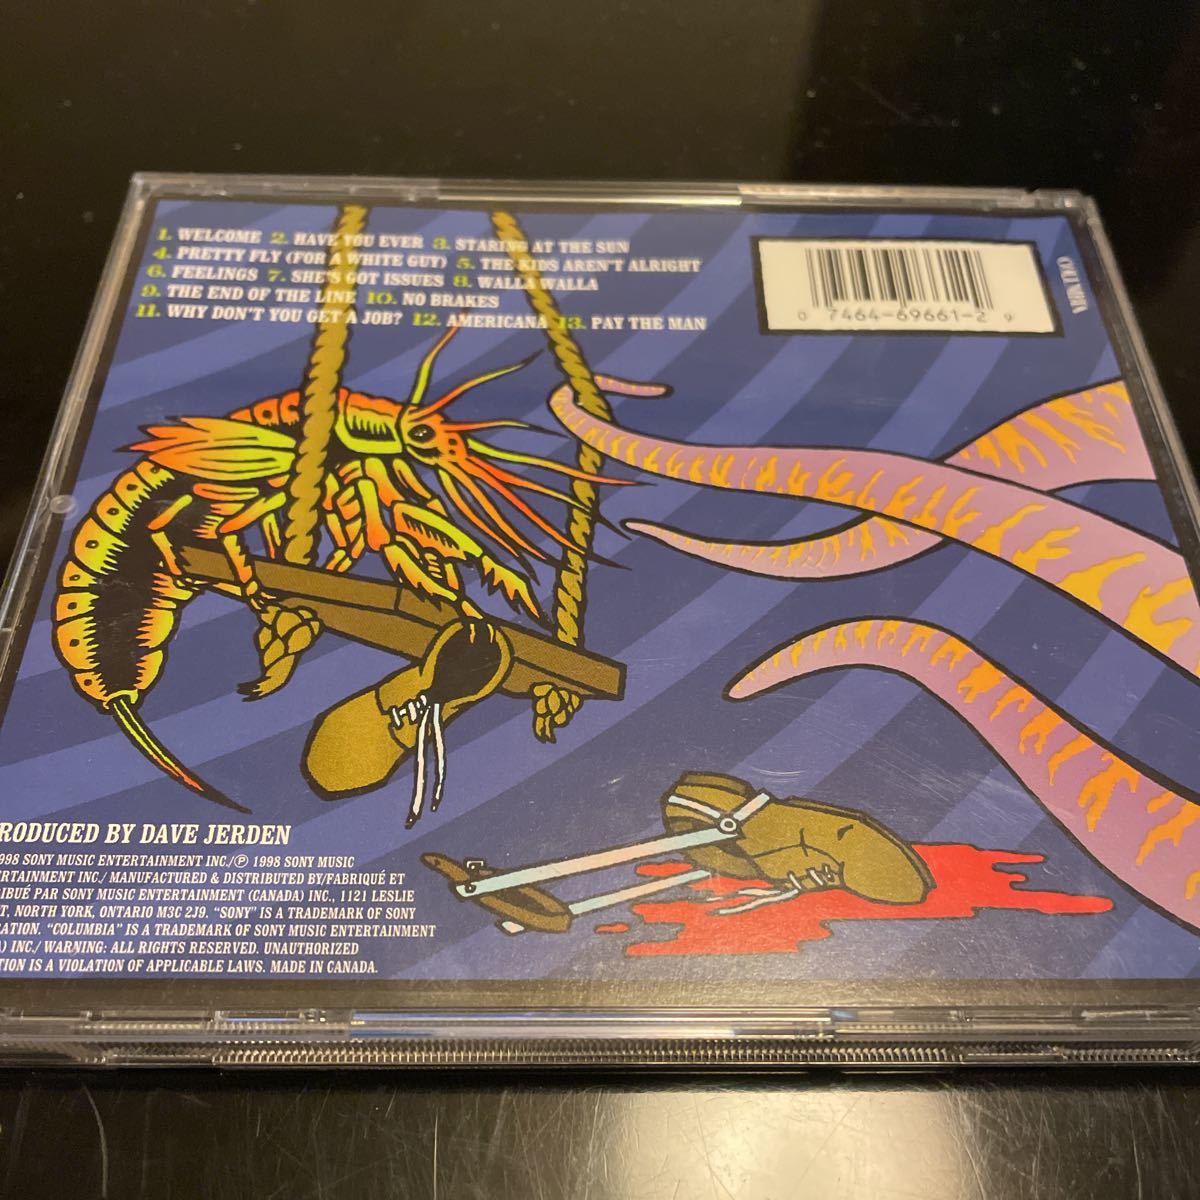 1. WELCOME 2. HAVE YOU EVER 3. STARING AT THE SUN
4. PRETTY FLY (FOR A WHITE GUY) 5. THE KIDS AREN'T ALRIGHT
6. FEELINGS 7. SHE'S GOT ISSUES 8. WALLA WALLA
9. THE END OF THE LINE 10. NO BRAKES
11. WHY DON'T YOU GET A JOB? 12. AMERICANA 13. PAY THE MAN
0 7464-69661-2 9
COLUMBIA
RODUCED BY DAVE JERDEN
998 SONY MUSIC ENTERTAINMENT INC./Ⓟ 1998 SONY MUSIC
ERTAINMENT INC./ MANUFACTURED & DISTRIBUTED BY/FABRIQUÉ ET
RIBUÉ PAR SONY MUSIC ENTERTAINMENT (CANADA) INC., 1121 LESLIE
T, NORTH YORK, ONTARIO M3C 2J9. "SONY" IS A TRADEMARK OF SONY
RATION. "COLUMBIA" IS A TRADEMARK OF SONY MUSIC ENTERTAINMENT
A) INC./ WARNING: ALL RIGHTS RESERVED. UNAUTHORIZED
TION IS A VIOLATION OF APPLICABLE LAWS. MADE IN CANADA.